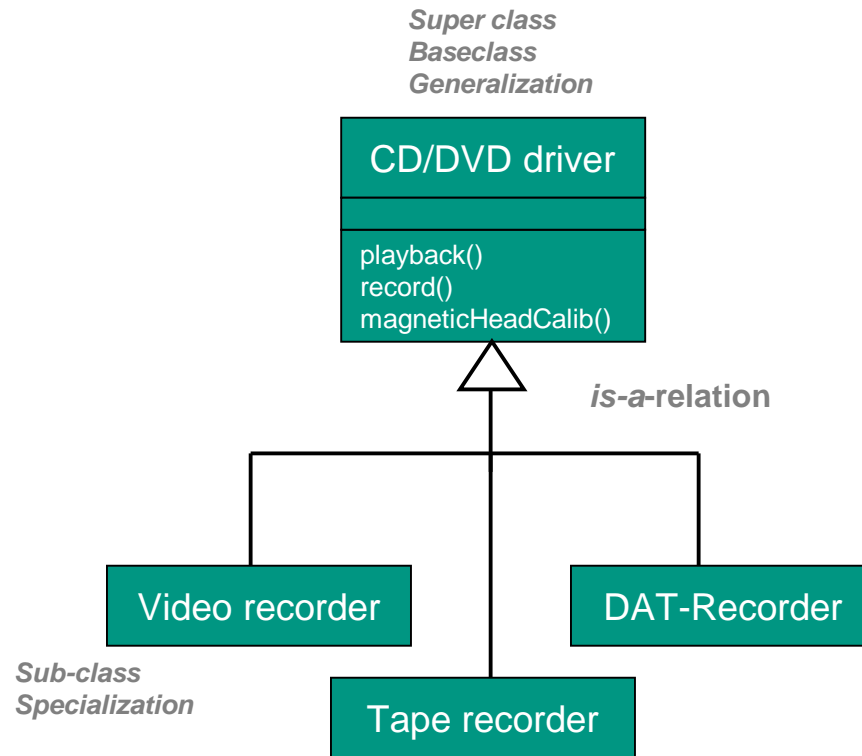 Super class
Baseclass
Generalization
CD/DVD driver
playback()
record()
magneticHeadCalib()
is-a-relation
Video recorder
DAT-Recorder
Sub-class
Specialization
Tape recorder